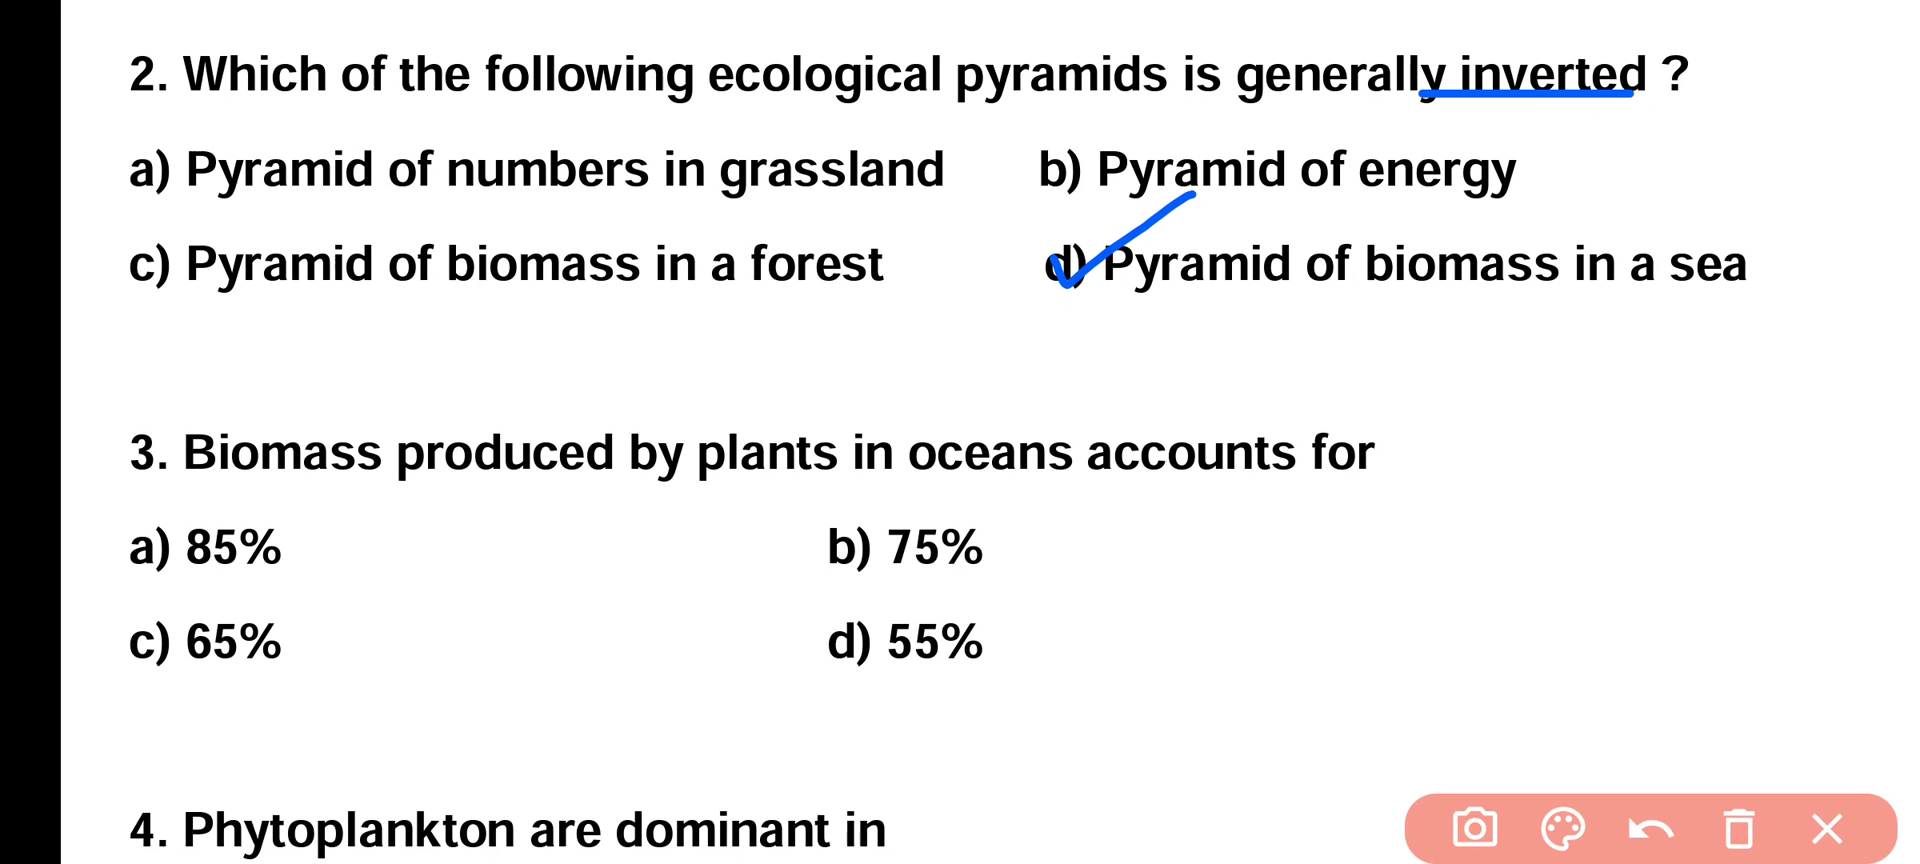 2. Which of the following ecological pyramids is generally inverted ?
a) Pyramid of numbers in grassland b) Pyramid of energy
c) Pyramid of biomass in a forest d) Pyramid of biomass in a sea
3. Biomass produced by plants in oceans accounts for
a) 85% b) 75%
c) 65% d) 55%
4. Phytoplankton are dominant in